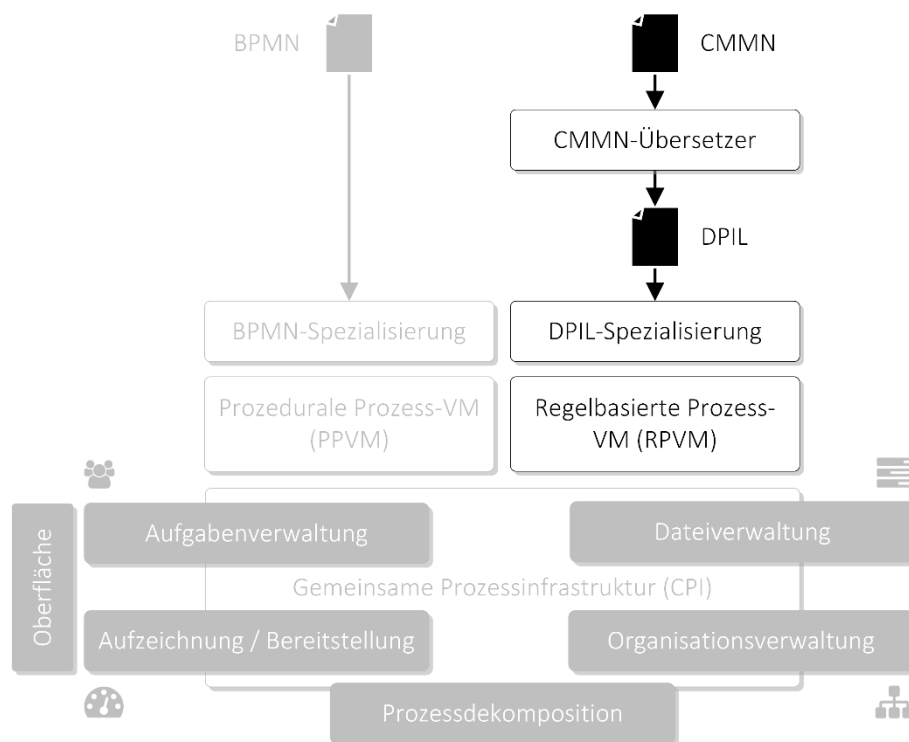 BPMN
CMMN
CMMN-Übersetzer
DPIL
BPMN-Spezialisierung
DPIL-Spezialisierung
Prozedurale Prozess-VM
(PPVM)
Regelbasierte Prozess-
VM (RPVM)
Oberfläche
Aufgabenverwaltung
Dateiverwaltung
Gemeinsame Prozessinfrastruktur (CPI)
Aufzeichnung / Bereitstellung
Organisationsverwaltung
Prozessdekomposition